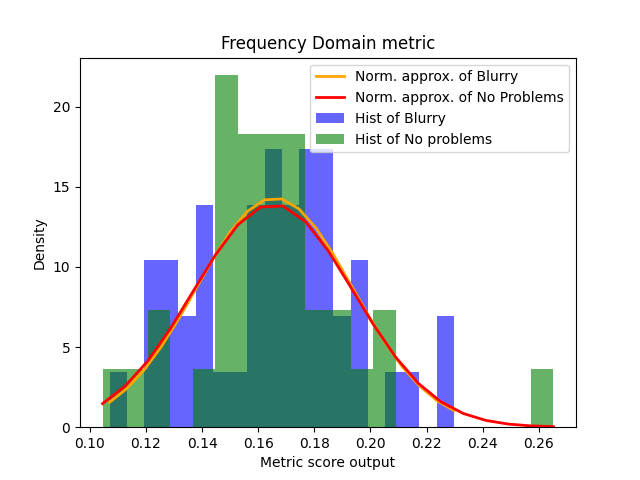 Frequency Domain metric
Norm. approx. of Blurry
Norm. approx. of No Problems
Hist of Blurry
Hist of No problems
Density
20
15
10
5
0
0.10 0.12 0.14 0.16 0.18 0.20 0.22 0.24 0.26
Metric score output